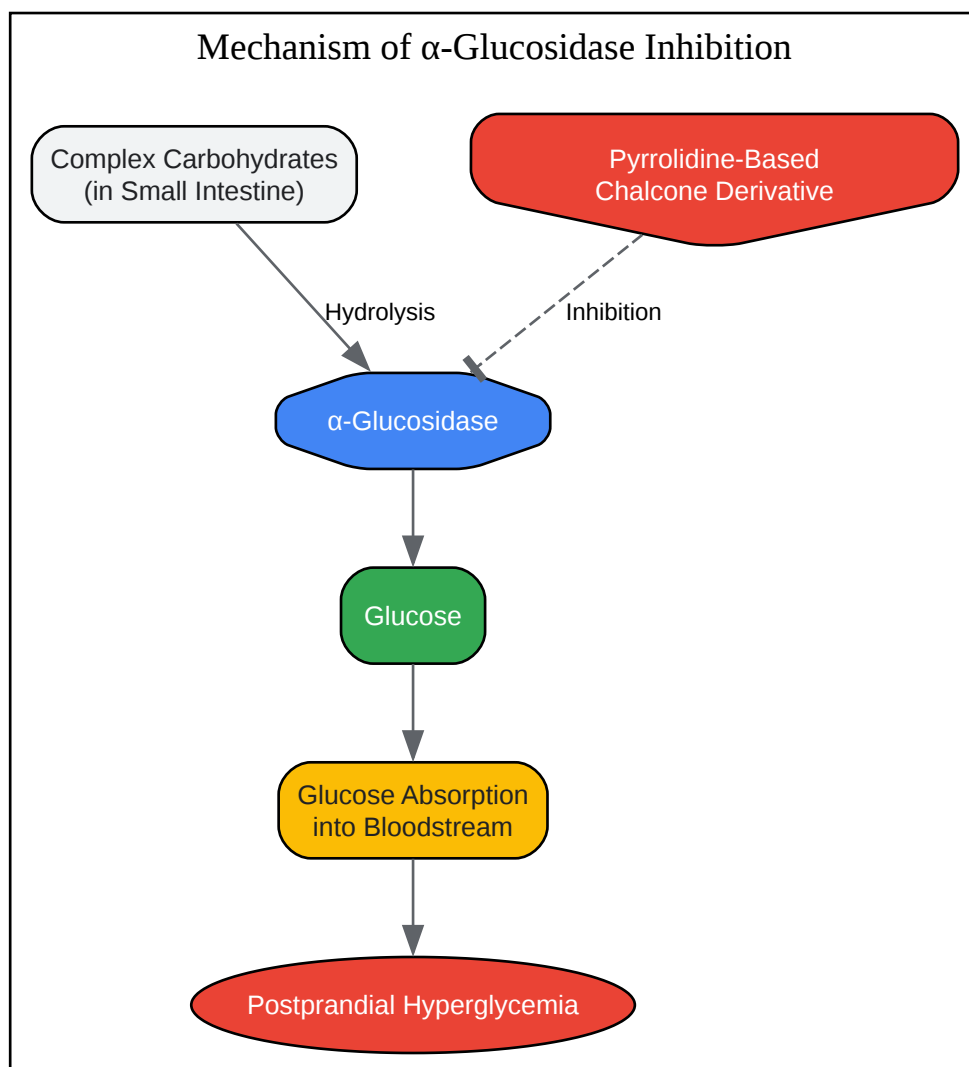 Mechanism of α-Glucosidase Inhibition
Complex Carbohydrates
(in Small Intestine)
Pyrrolidine-Based
Chalcone Derivative
Hydrolysis
Inhibition
α-Glucosidase
Glucose
Glucose Absorption
into Bloodstream
Postprandial Hyperglycemia